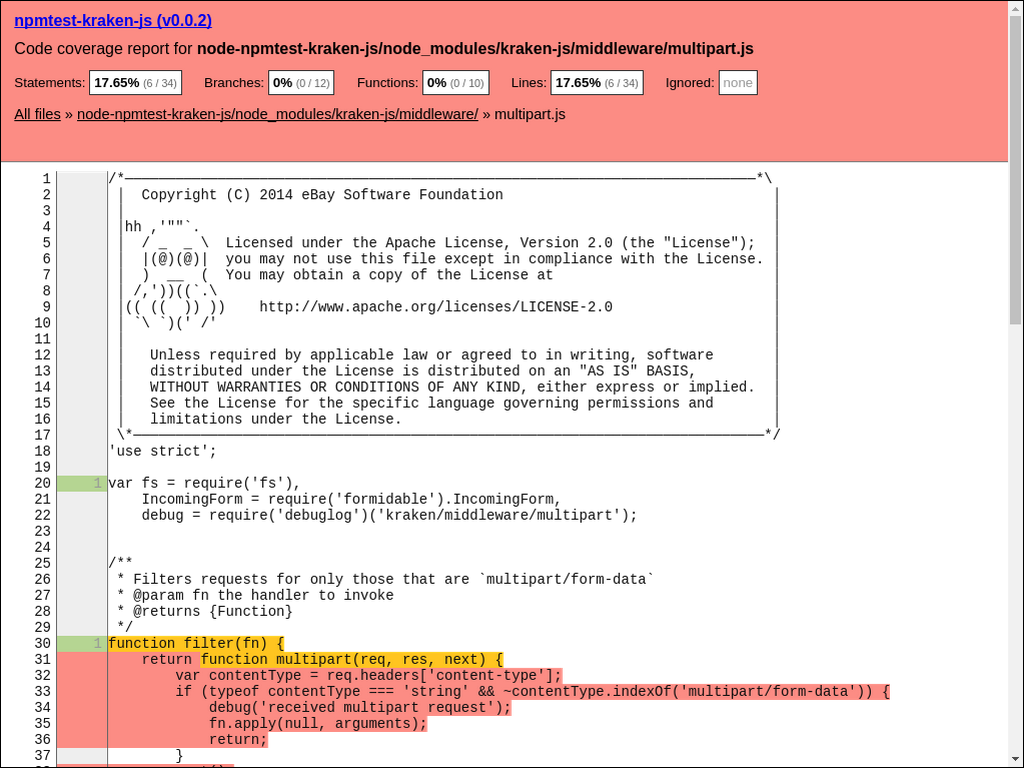 npmtest-kraken-js (v0.0.2)
Code coverage report for node-npmtest-kraken-js/node_modules/kraken-js/middleware/multipart.js
Statements: 17.65% (6 / 34) Branches: 0% (0 / 12) Functions: 0% (0 / 10) Lines: 17.65% (6 / 34) Ignored: none
All files » node-npmtest-kraken-js/node_modules/kraken-js/middleware/ » multipart.js
1 /*───────────────────────────────────────────────────────────────────────────*\
2  │  Copyright (C) 2014 eBay Software Foundation                                │
3  │                                                                             │
4  │hh ,'""`.                                                                    │
5  │  / _  _ \  Licensed under the Apache License, Version 2.0 (the "License");  │
6  │  |(@)(@)|  you may not use this file except in compliance with the License. │
7  │  )  __  (  You may obtain a copy of the License at                          │
8  │ /,'))((`.\                                                                  │
9  │(( ((  )) ))    http://www.apache.org/licenses/LICENSE-2.0                   │
10  │ `\ `)(' /'                                                                  │
11  │                                                                             │
12  │   Unless required by applicable law or agreed to in writing, software       │
13  │   distributed under the License is distributed on an "AS IS" BASIS,         │
14  │   WITHOUT WARRANTIES OR CONDITIONS OF ANY KIND, either express or implied.  │
15  │   See the License for the specific language governing permissions and       │
16  │   limitations under the License.                                            │
17  \*───────────────────────────────────────────────────────────────────────────*/
18 'use strict';
19
20 1 var fs = require('fs'),
21     IncomingForm = require('formidable').IncomingForm,
22     debug = require('debuglog')('kraken/middleware/multipart');
23
24
25 /**
26  * Filters requests for only those that are `multipart/form-data`
27  * @param fn the handler to invoke
28  * @returns {Function}
29  */
30 1 function filter(fn) {
31     return function multipart(req, res, next) {
32         var contentType = req.headers['content-type'];
33         if (typeof contentType === 'string' && ~contentType.indexOf('multipart/form-data')) {
34             debug('received multipart request');
35             fn.apply(null, arguments);
36             return;
37         }